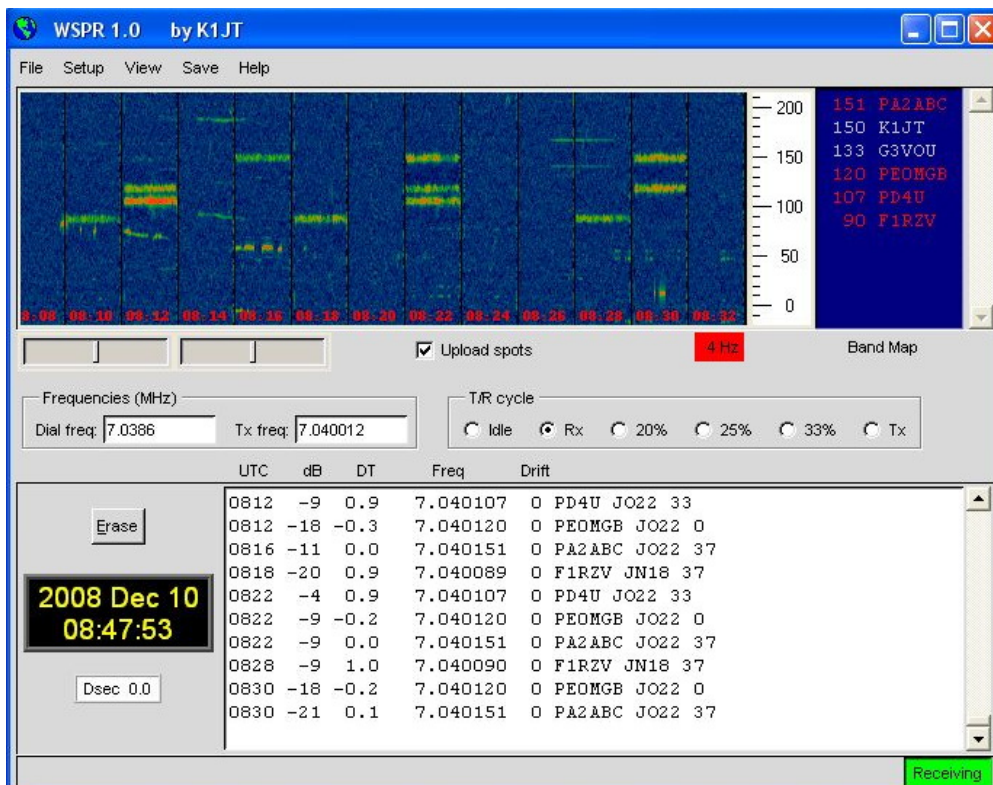 WSPR 1.0 by K1JT
File Setup View Save Help
200
150
100
50
0
151 PA2ABC
150 K1JT
133 G3VOU
120 PE0MGB
107 PD4U
90 F1RZV
8:08 08:10 08:12 08:14 08:16 08:18 08:20 08:22 08:24 08:26 08:28 08:30 08:32
Upload spots
4 Hz
Band Map
Frequencies (MHz)
Dial freq: 7.0386 Tx freq: 7.040012
T/R cycle
Idle Rx 20% 25% 33% Tx
UTC dB DT Freq Drift
0812 -9 0.9 7.040107 0 PD4U JO22 33
0812 -18 -0.3 7.040120 0 PE0MGB JO22 0
0816 -11 0.0 7.040151 0 PA2ABC JO22 37
0818 -20 0.9 7.040089 0 F1RZV JN18 37
0822 -4 0.9 7.040107 0 PD4U JO22 33
0822 -9 -0.2 7.040120 0 PE0MGB JO22 0
0822 -9 0.0 7.040151 0 PA2ABC JO22 37
0828 -9 1.0 7.040090 0 F1RZV JN18 37
0830 -18 -0.2 7.040120 0 PE0MGB JO22 0
0830 -21 0.1 7.040151 0 PA2ABC JO22 37
Erase
2008 Dec 10
08:47:53
Dsec 0.0
Receiving